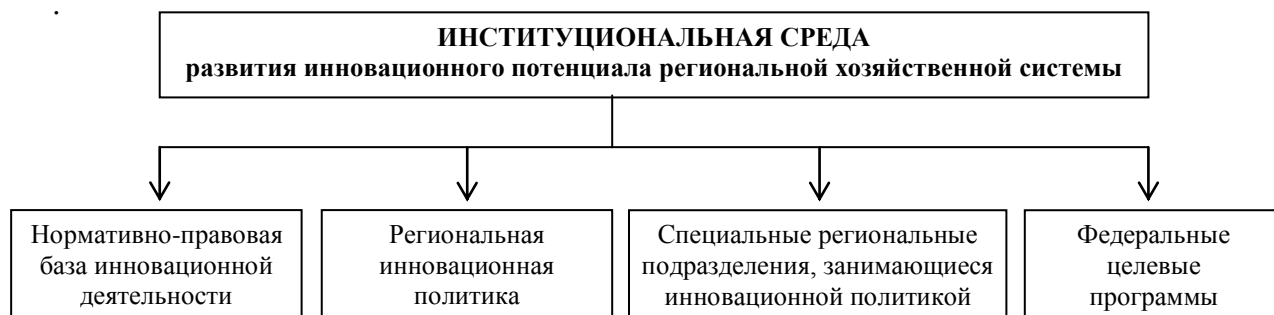 ИНСТИТУЦИОНАЛЬНАЯ СРЕДА
развития инновационного потенциала региональной хозяйственной системы
Нормативно-правовая
база инновационной
деятельности
Региональная
инновационная
политика
Специальные региональные
подразделения, занимающиеся
инновационной политикой
Федеральные
целевые
программы